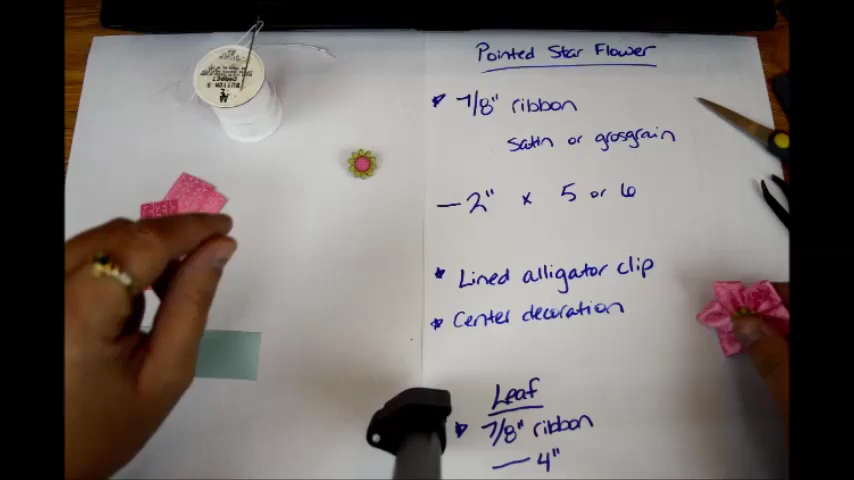 Pointed Star Flower
7/8" ribbon
satin or grosgrain
— 2" x 5 or 6
Lined alligator clip
Center decoration
Leaf
7/8" ribbon
— 4"